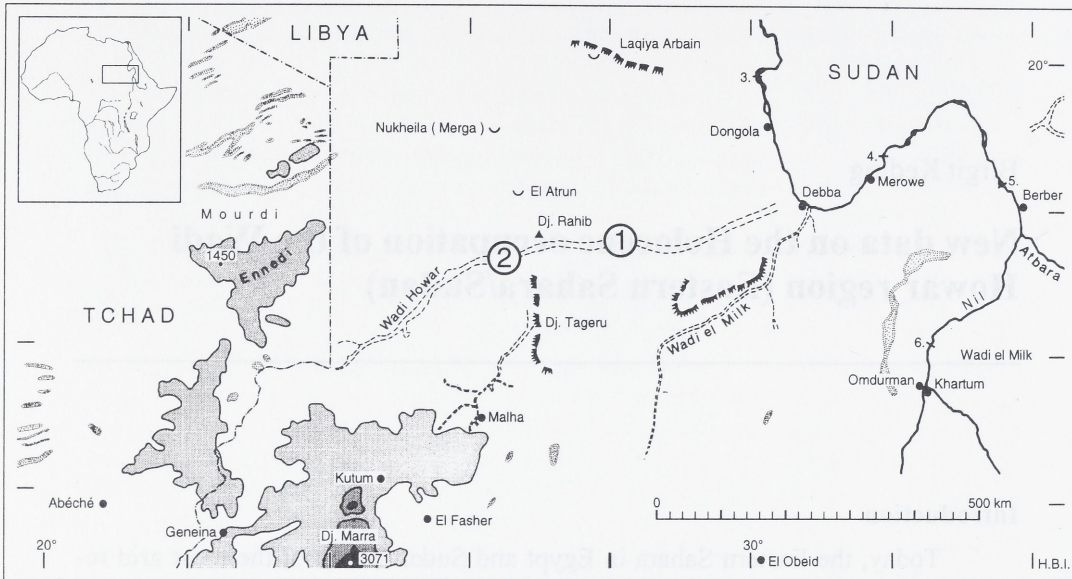 LIBYA
Laqiya Arbain
20°
SUDAN
3.
Nukheila ( Merga )
Dongola
4.
Merowe
5.
Berber
El Atrun
Debba
Mourdi
Dj. Rahib
1
2
1450
Ennedi
Atbara
Wadi Howar
TCHAD
Nil
Dj. Tageru
Wadi el Milk
6.
Wadi el Milk
Omdurman
Khartum
Malha
Kutum
0
500 km
Abéché
El Fasher
Geneina
Dj. Marra
20°
30°
3071
El Obeid
H.B.I.